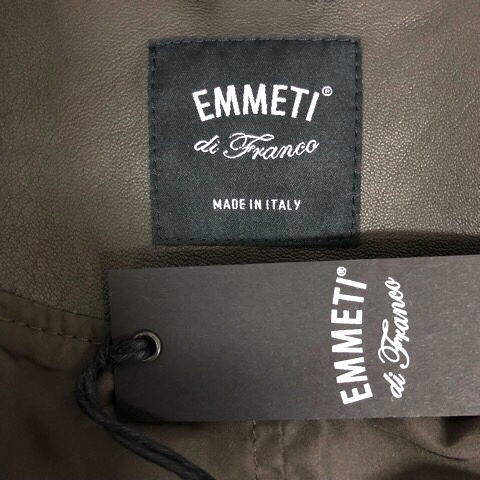 EMMETI®
di Franco
MADE IN ITALY
EMMETI®
di Franco